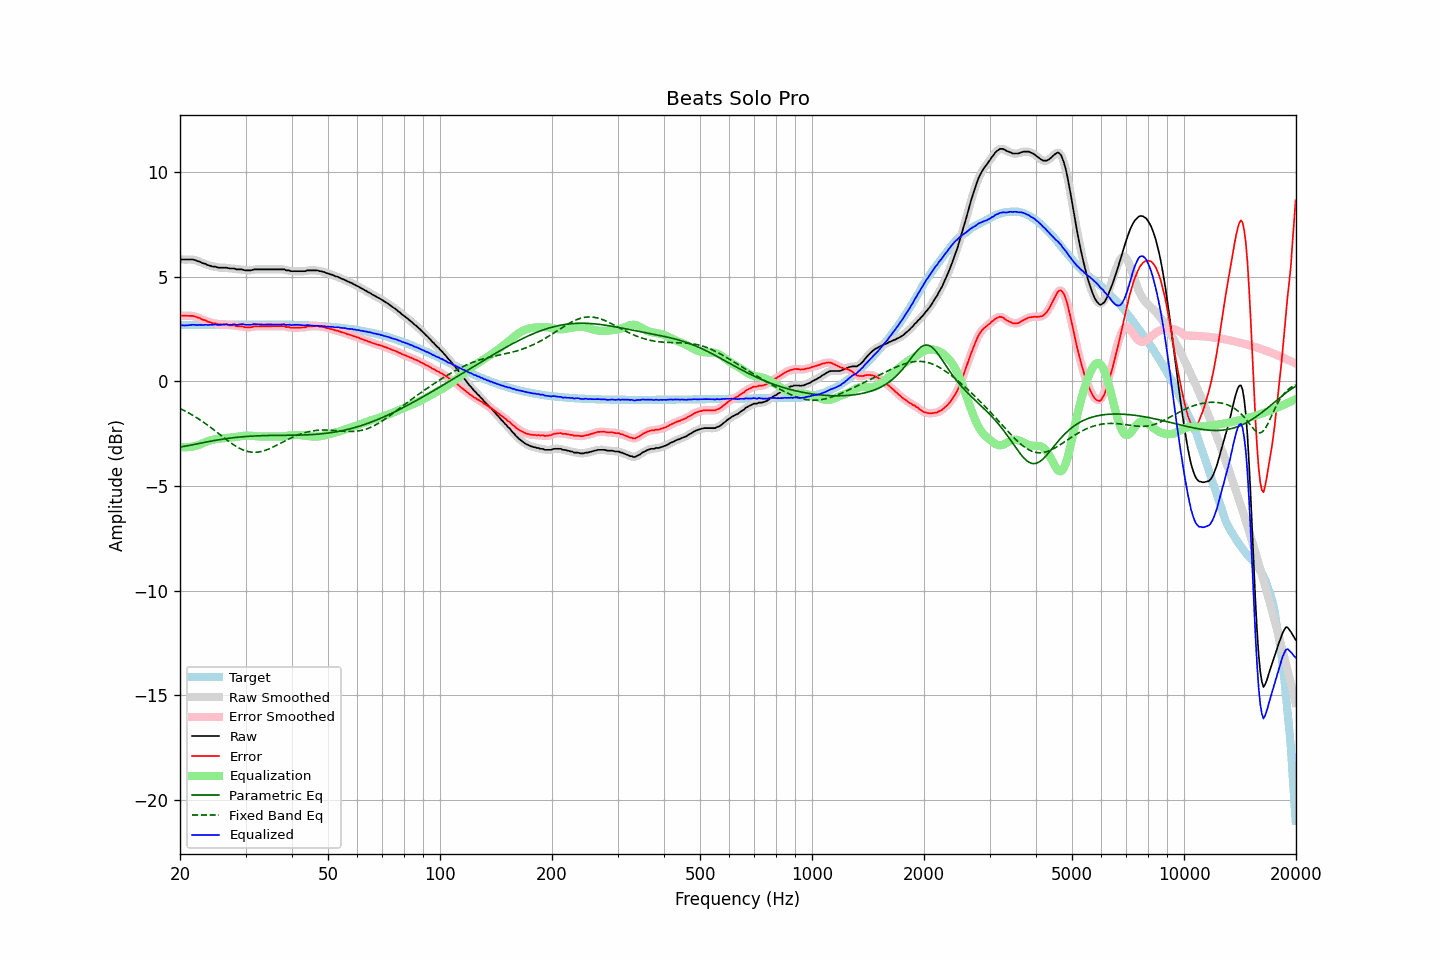 Beats Solo Pro
Amplitude (dBr)
10
5
0
−5
−10
−15
−20
Target
Raw Smoothed
Error Smoothed
Raw
Error
Equalization
Parametric Eq
Fixed Band Eq
Equalized
20 50 100 200 500 1000 2000 5000 10000 20000
Frequency (Hz)